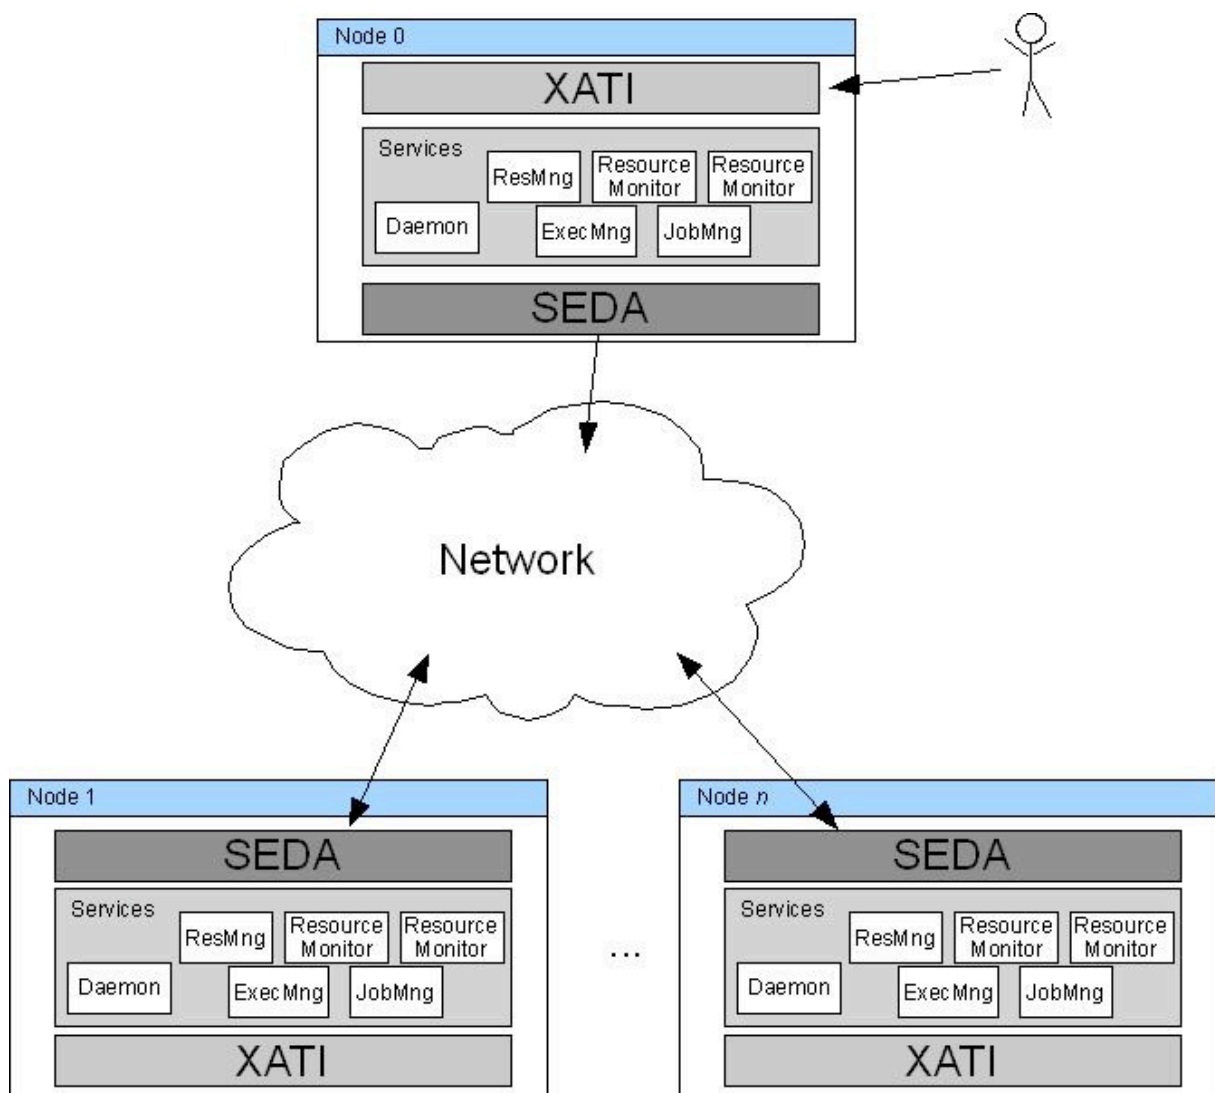 Node 0
XATI
Services
ResMng
Resource
Monitor
Resource
Monitor
Daemon
ExecMng
JobMng
SEDA
Network
Node 1
SEDA
Services
ResMng
Resource
Monitor
Resource
Monitor
Daemon
ExecMng
JobMng
XATI
...
Node n
SEDA
Services
ResMng
Resource
Monitor
Resource
Monitor
Daemon
ExecMng
JobMng
XATI